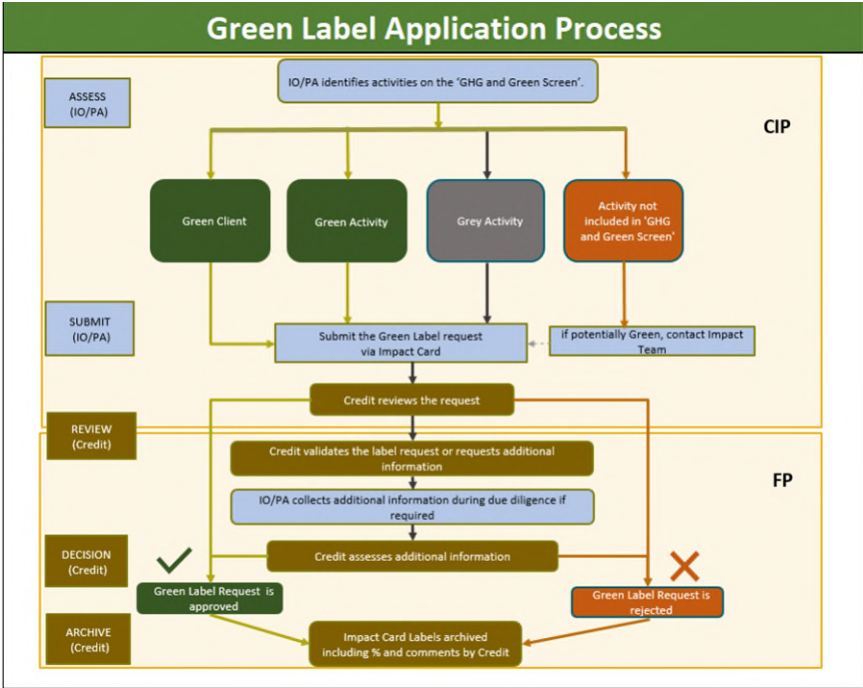 Green Label Application Process
ASSESS
(IO/PA)
IO/PA identifies activities on the 'GHG and Green Screen'.
CIP
Green Client
Green Activity
Grey Activity
Activity not
included in 'GHG
and Green Screen'
SUBMIT
(IO/PA)
Submit the Green Label request
via Impact Card
if potentially Green, contact Impact
Team
Credit reviews the request
REVIEW
(Credit)
Credit validates the label request or requests additional
information
FP
IO/PA collects additional information during due diligence if
required
DECISION
(Credit)
Credit assesses additional information
Green Label Request is
approved
Green Label Request is
rejected
ARCHIVE
(Credit)
Impact Card Labels archived
including % and comments by Credit